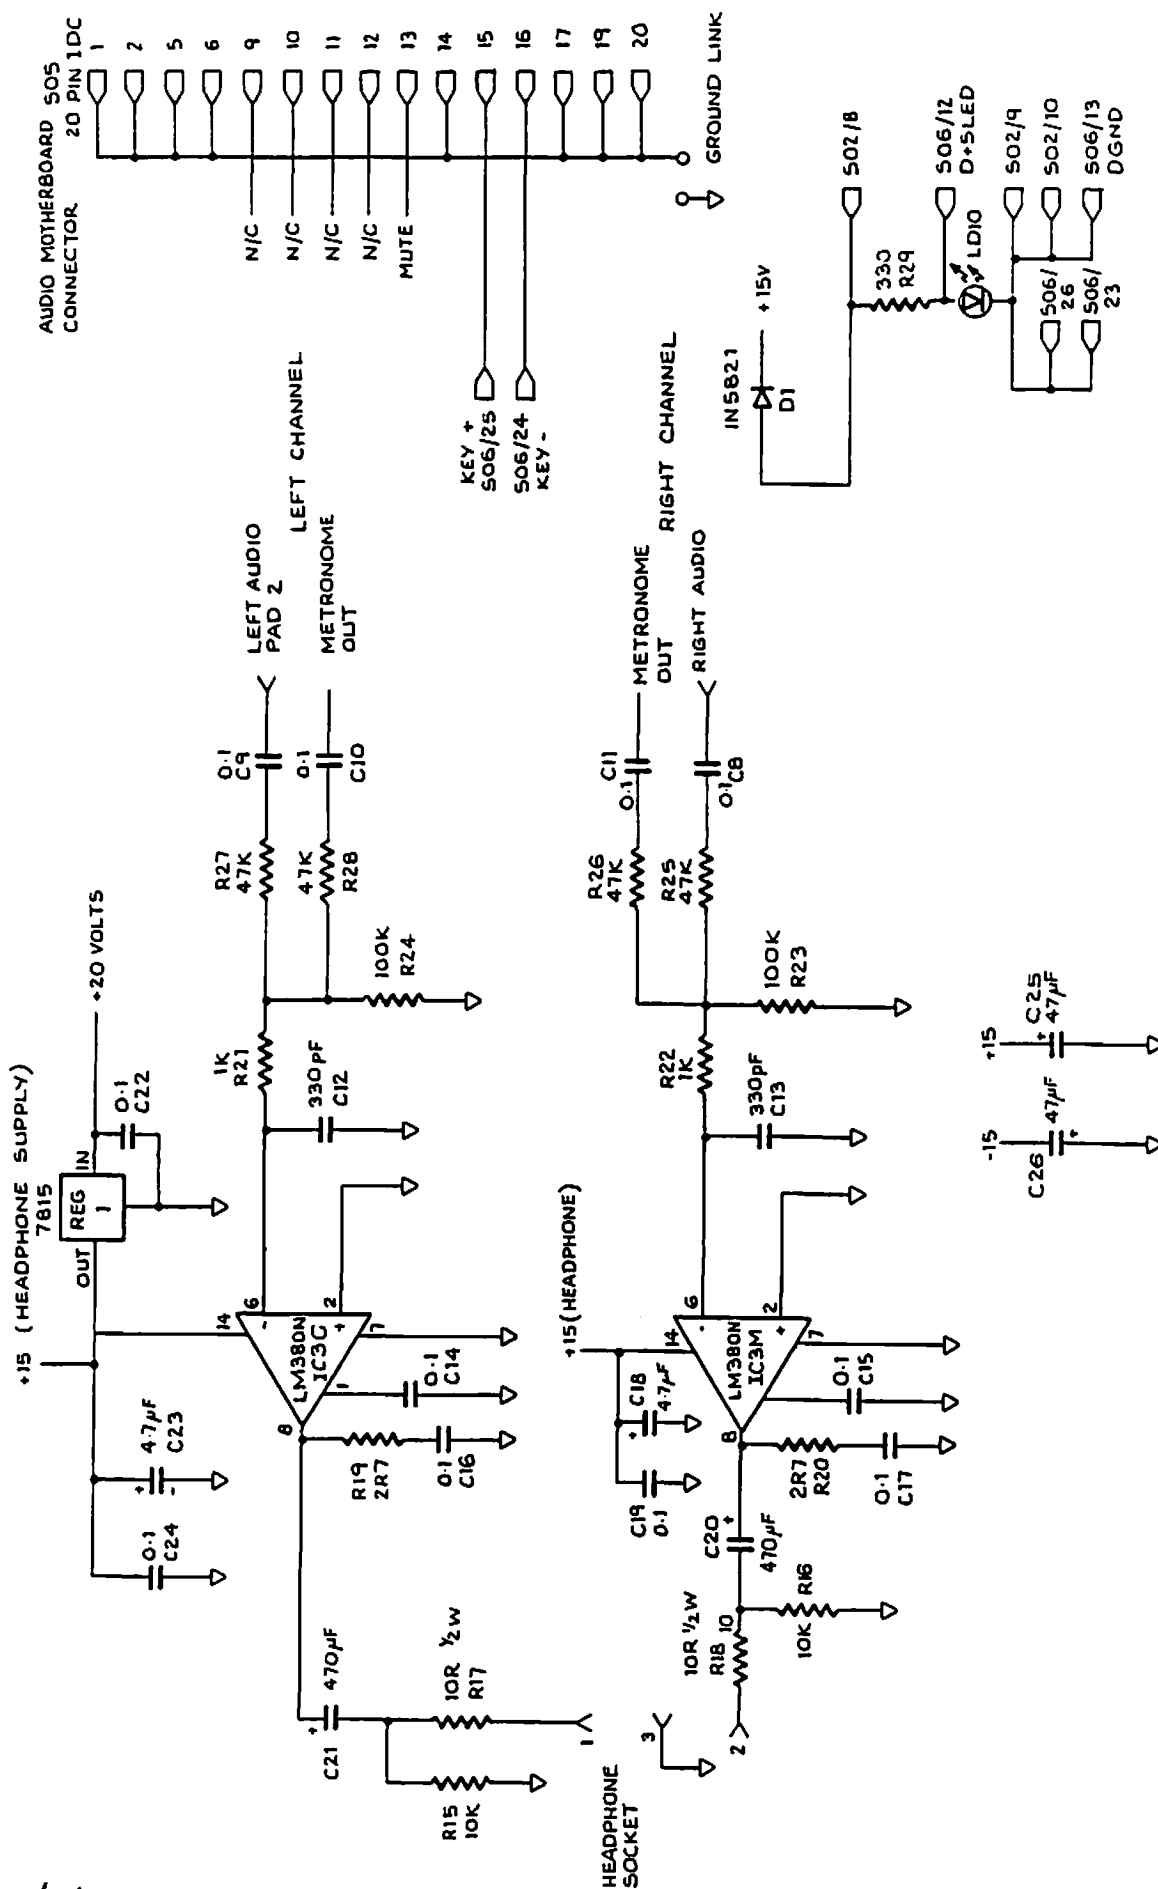 +15 (HEADPHONE SUPPLY)
7815
REG
1
OUT
IN
+20 VOLTS
0.1
C22
4.7µF
C23
+
-
0.1
C24
14
6
-
2
+
7
1
8
LM380N
IC3G
0.1
C14
R19
2R7
0.1
C16
1K
R21
330pF
C12
100K
R24
R27
47K
47K
R28
0.1
C9
0.1
C10
LEFT AUDIO
PAD 2
METRONOME
OUT
LEFT CHANNEL
+
C21
470µF
10R ½W
R17
R15
10K
1
3
2
HEADPHONE
SOCKET
+15 (HEADPHONE)
+
C18
4.7µF
C19
0.1
14
6
-
2
+
7
8
LM380N
IC3M
0.1
C15
2R7
R20
0.1
C17
C20
+
470µF
10R ½W
R18
10
R16
10K
R22
1K
330pF
C13
100K
R23
R26
47K
R25
47K
C11
0.1
0.1
C8
METRONOME
OUT
RIGHT AUDIO
RIGHT CHANNEL
-15
47µF
+
C26
+15
+
C25
47µF
AUDIO MOTHERBOARD SO5
CONNECTOR
20 PIN IDC
1
2
5
6
9
10
11
12
13
14
15
16
17
19
20
N/C
N/C
N/C
N/C
MUTE
KEY +
SO6/25
SO6/24
KEY -
GROUND LINK
IN5821
D1
+15V
SO2/8
330
R29
SO6/12
D+5LED
LD10
SO2/9
SO2/10
SO6/13
DGND
SO6/
26
SO6/
23